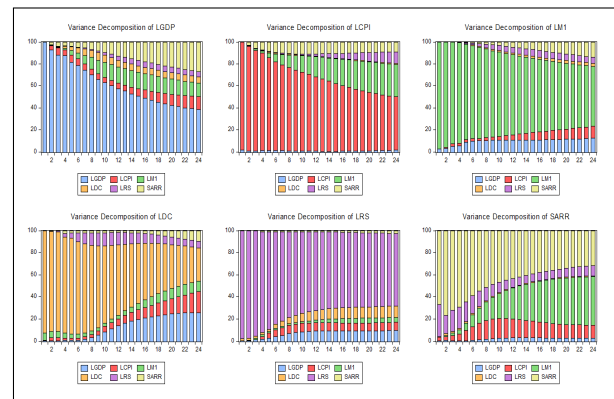 Variance Decomposition of LGDP
100
80
60
40
20
0
2 4 6 8 10 12 14 16 18 20 22 24
LGDP LCPI LM1
LDC LRS SARR
Variance Decomposition of LCPI
100
80
60
40
20
0
2 4 6 8 10 12 14 16 18 20 22 24
LGDP LCPI LM1
LDC LRS SARR
Variance Decomposition of LM1
100
80
60
40
20
0
2 4 6 8 10 12 14 16 18 20 22 24
LGDP LCPI LM1
LDC LRS SARR
Variance Decomposition of LDC
100
80
60
40
20
0
2 4 6 8 10 12 14 16 18 20 22 24
LGDP LCPI LM1
LDC LRS SARR
Variance Decomposition of LRS
100
80
60
40
20
0
2 4 6 8 10 12 14 16 18 20 22 24
LGDP LCPI LM1
LDC LRS SARR
Variance Decomposition of SARR
100
80
60
40
20
0
2 4 6 8 10 12 14 16 18 20 22 24
LGDP LCPI LM1
LDC LRS SARR